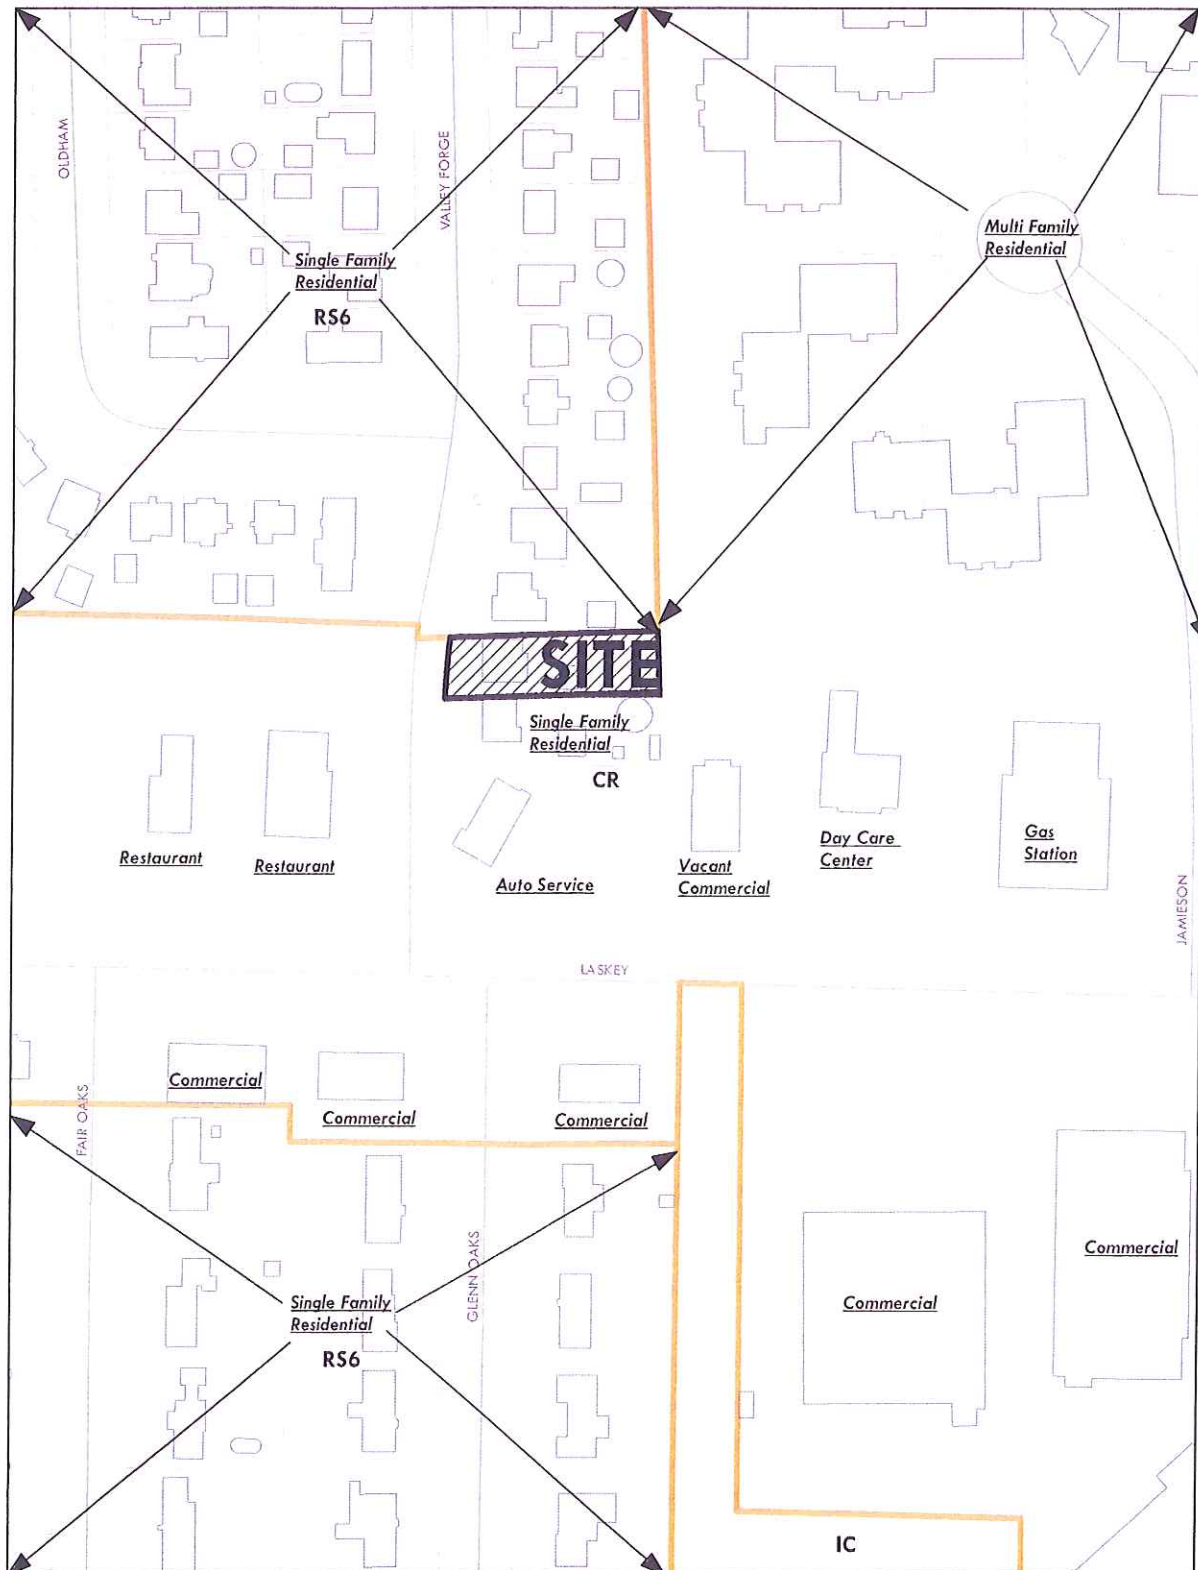 OLDHAM
VALLEY FORGE
Single Family
Residential
RS6
Multi Family
Residential
SITE
Single Family
Residential
CR
Restaurant
Restaurant
Auto Service
Vacant
Commercial
Day Care
Center
Gas
Station
JAMIESON
LASKEY
FAIR OAKS
Commercial
Commercial
Commercial
GLENN OAKS
Single Family
Residential
RS6
Commercial
Commercial
IC